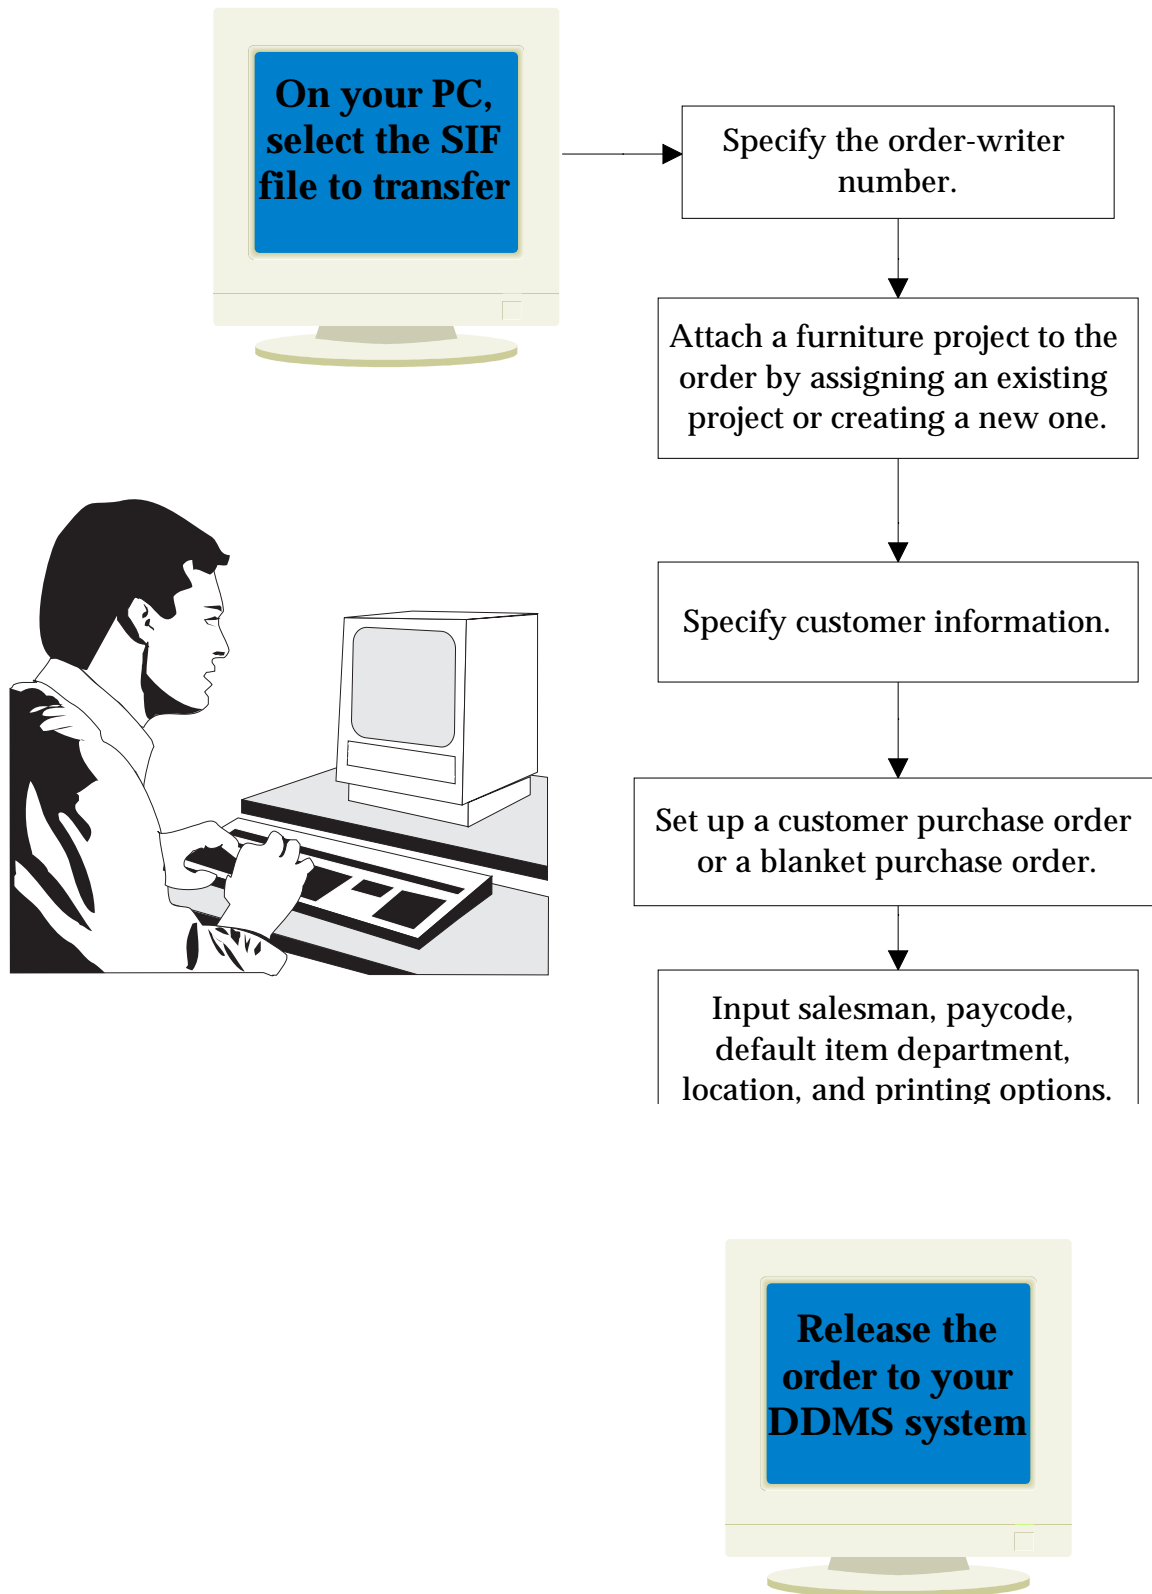 On your PC,
select the SIF
file to transfer
Specify the order-writer
number.
Attach a furniture project to the
order by assigning an existing
project or creating a new one.
Specify customer information.
Set up a customer purchase order
or a blanket purchase order.
Input salesman, paycode,
default item department,
location, and printing options.
Release the
order to your
DDMS system